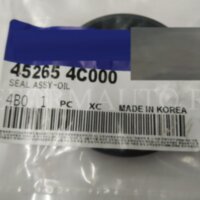 45265 4C000
SEAL ASSY-OIL
4B0 1 PC XC MADE IN KOREA